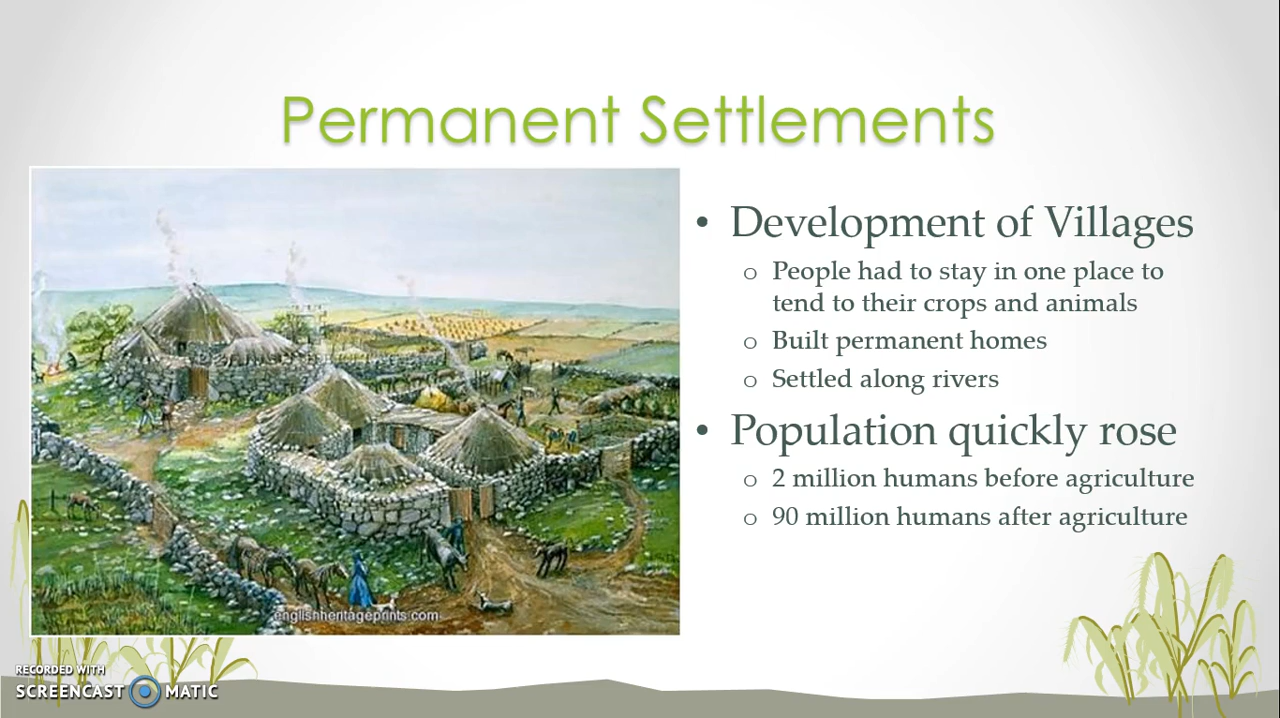 Permanent Settlements
• Development of Villages
o People had to stay in one place to
tend to their crops and animals
o Built permanent homes
o Settled along rivers
• Population quickly rose
o 2 million humans before agriculture
o 90 million humans after agriculture
englishheritageprints.com
RECORDED WITH
SCREENCAST MATIC